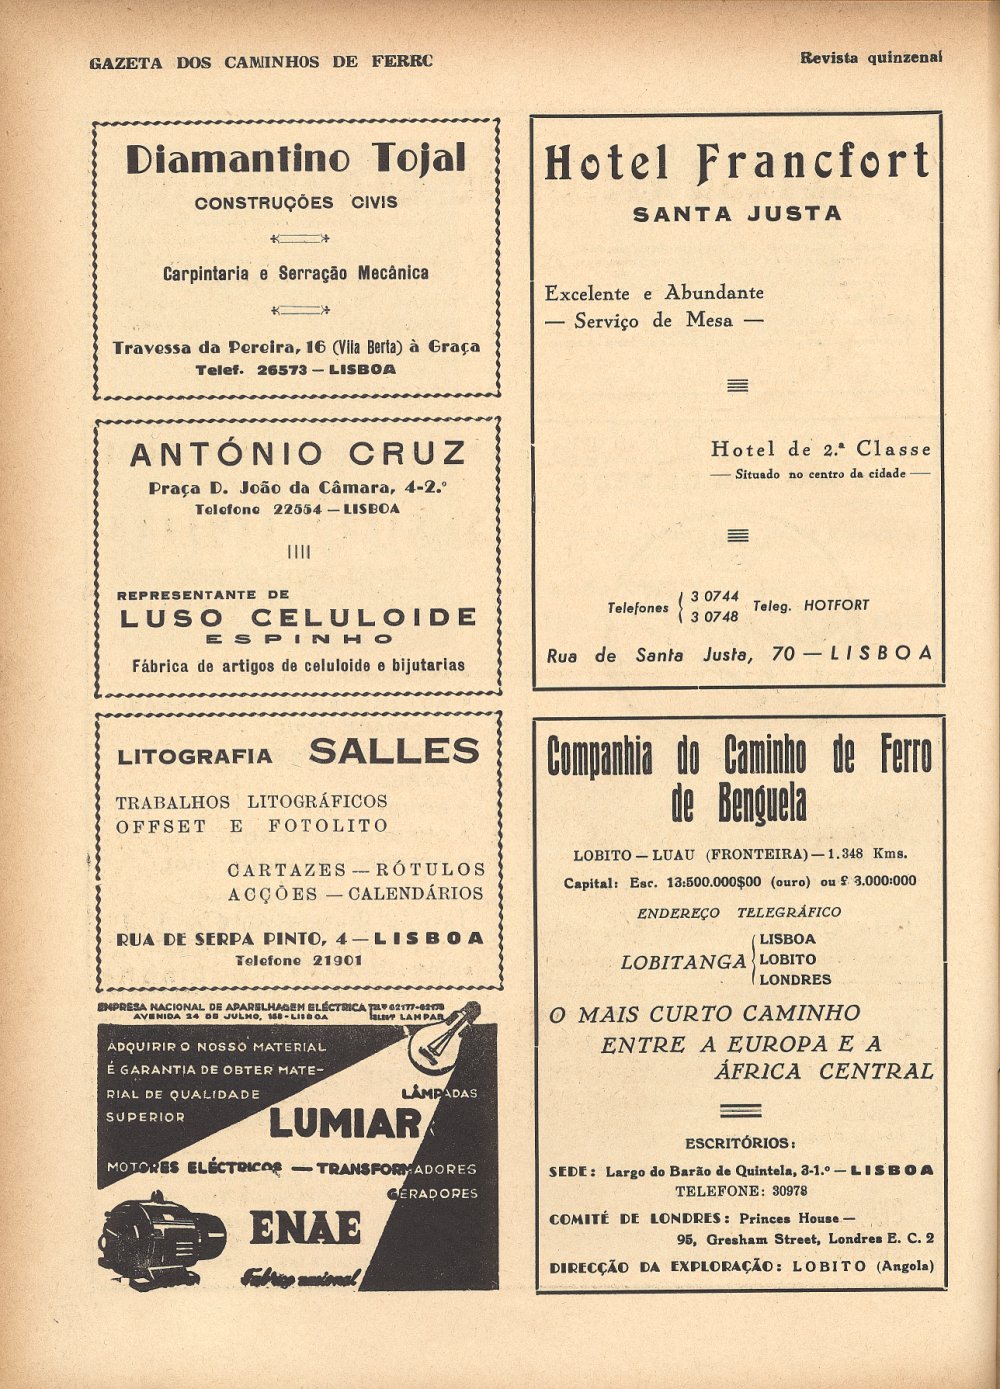 GAZETA DOS CAMINHOS DE FERRO
Revista quinzenal
Diamantino Tojal
CONSTRUÇÕES CIVIS
Carpintaria e Serração Mecânica
Travessa da Pereira, 16 (Vila Berta) à Graça
Telef. 26573 — LISBOA
ANTÓNIO CRUZ
Praça D. João da Câmara, 4-2.°
Telefone 22554 — LISBOA
REPRESENTANTE DE
LUSO CELULOIDE
ESPINHO
Fábrica de artigos de celuloide e bijutarias
LITOGRAFIA SALLES
TRABALHOS LITOGRÁFICOS
OFFSET E FOTOLITO
CARTAZES — RÓTULOS
ACÇÕES — CALENDÁRIOS
RUA DE SERPA PINTO, 4 — LISBOA
Telefone 21901
EMPRESA NACIONAL DE APARELHAGEM ELÉCTRICA
AVENIDA 24 DE JULHO, 158 - LISBOA
ADQUIRIR O NOSSO MATERIAL
É GARANTIA DE OBTER MATE-
RIAL DE QUALIDADE
SUPERIOR
LÂMPADAS
LUMIAR
MOTORES ELÉCTRICOS — TRANSFORMADORES
GERADORES
ENAE
Fabrico nacional
Hotel Francfort
SANTA JUSTA
Excelente e Abundante
— Serviço de Mesa —
Hotel de 2.ª Classe
— Situado no centro da cidade —
Telefones { 3 0744
3 0748 Teleg. HOTFORT
Rua de Santa Justa, 70 — LISBOA
Companhia do Caminho de Ferro
de Benguela
LOBITO — LUAU (FRONTEIRA) — 1.348 Kms.
Capital: Esc. 13:500.000$00 (ouro) ou £ 3.000:000
ENDEREÇO TELEGRÁFICO
LOBITANGA { LISBOA
LOBITO
LONDRES
O MAIS CURTO CAMINHO
ENTRE A EUROPA E A
ÁFRICA CENTRAL
ESCRITÓRIOS:
SEDE: Largo do Barão de Quintela, 3-1.° — LISBOA
TELEFONE: 30978
COMITÉ DE LONDRES: Princes House —
95, Gresham Street, Londres E. C. 2
DIRECÇÃO DA EXPLORAÇÃO: LOBITO (Angola)